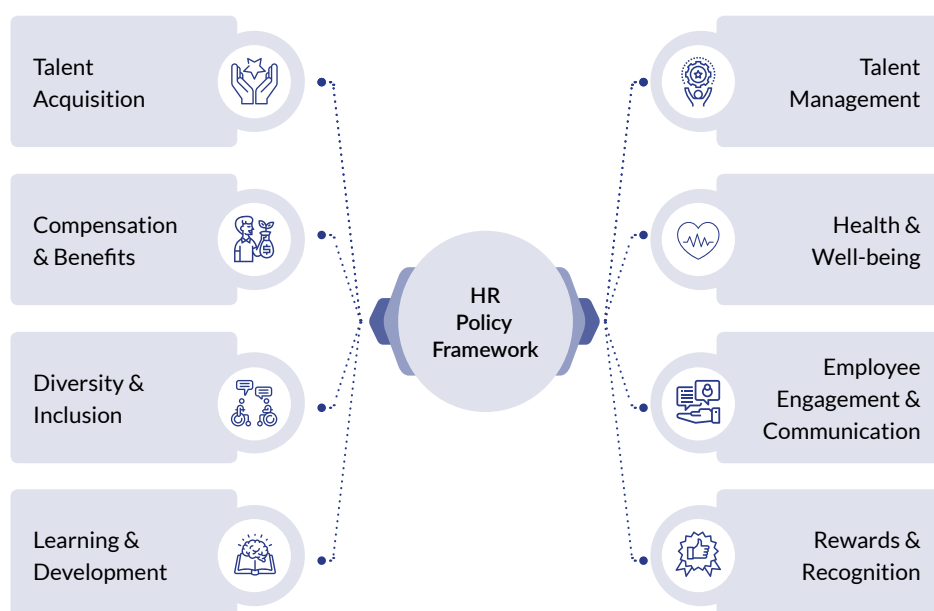 Talent
Acquisition
Compensation
& Benefits
Diversity &
Inclusion
Learning &
Development
HR
Policy
Framework
Talent
Management
Health &
Well-being
Employee
Engagement &
Communication
Rewards &
Recognition